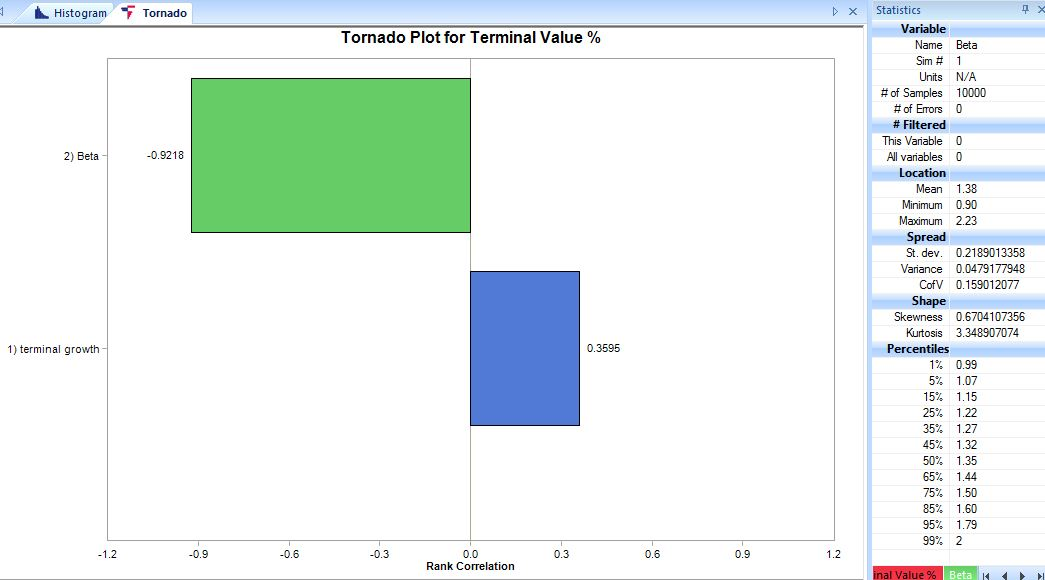 Histogram
Tornado
Tornado Plot for Terminal Value %
2) Beta
-0.9218
1) terminal growth
0.3595
-1.2 -0.9 -0.6 -0.3 0.0 0.3 0.6 0.9 1.2
Rank Correlation
Statistics
Variable
Name Beta
Sim # 1
Units N/A
# of Samples 10000
# of Errors 0
# Filtered
This Variable 0
All variables 0
Location
Mean 1.38
Minimum 0.90
Maximum 2.23
Spread
St. dev. 0.2189013358
Variance 0.0479177948
CofV 0.159012077
Shape
Skewness 0.6704107356
Kurtosis 3.348907074
Percentiles
1% 0.99
5% 1.07
15% 1.15
25% 1.22
35% 1.27
45% 1.32
50% 1.35
65% 1.44
75% 1.50
85% 1.60
95% 1.79
99% 2
inal Value % Beta